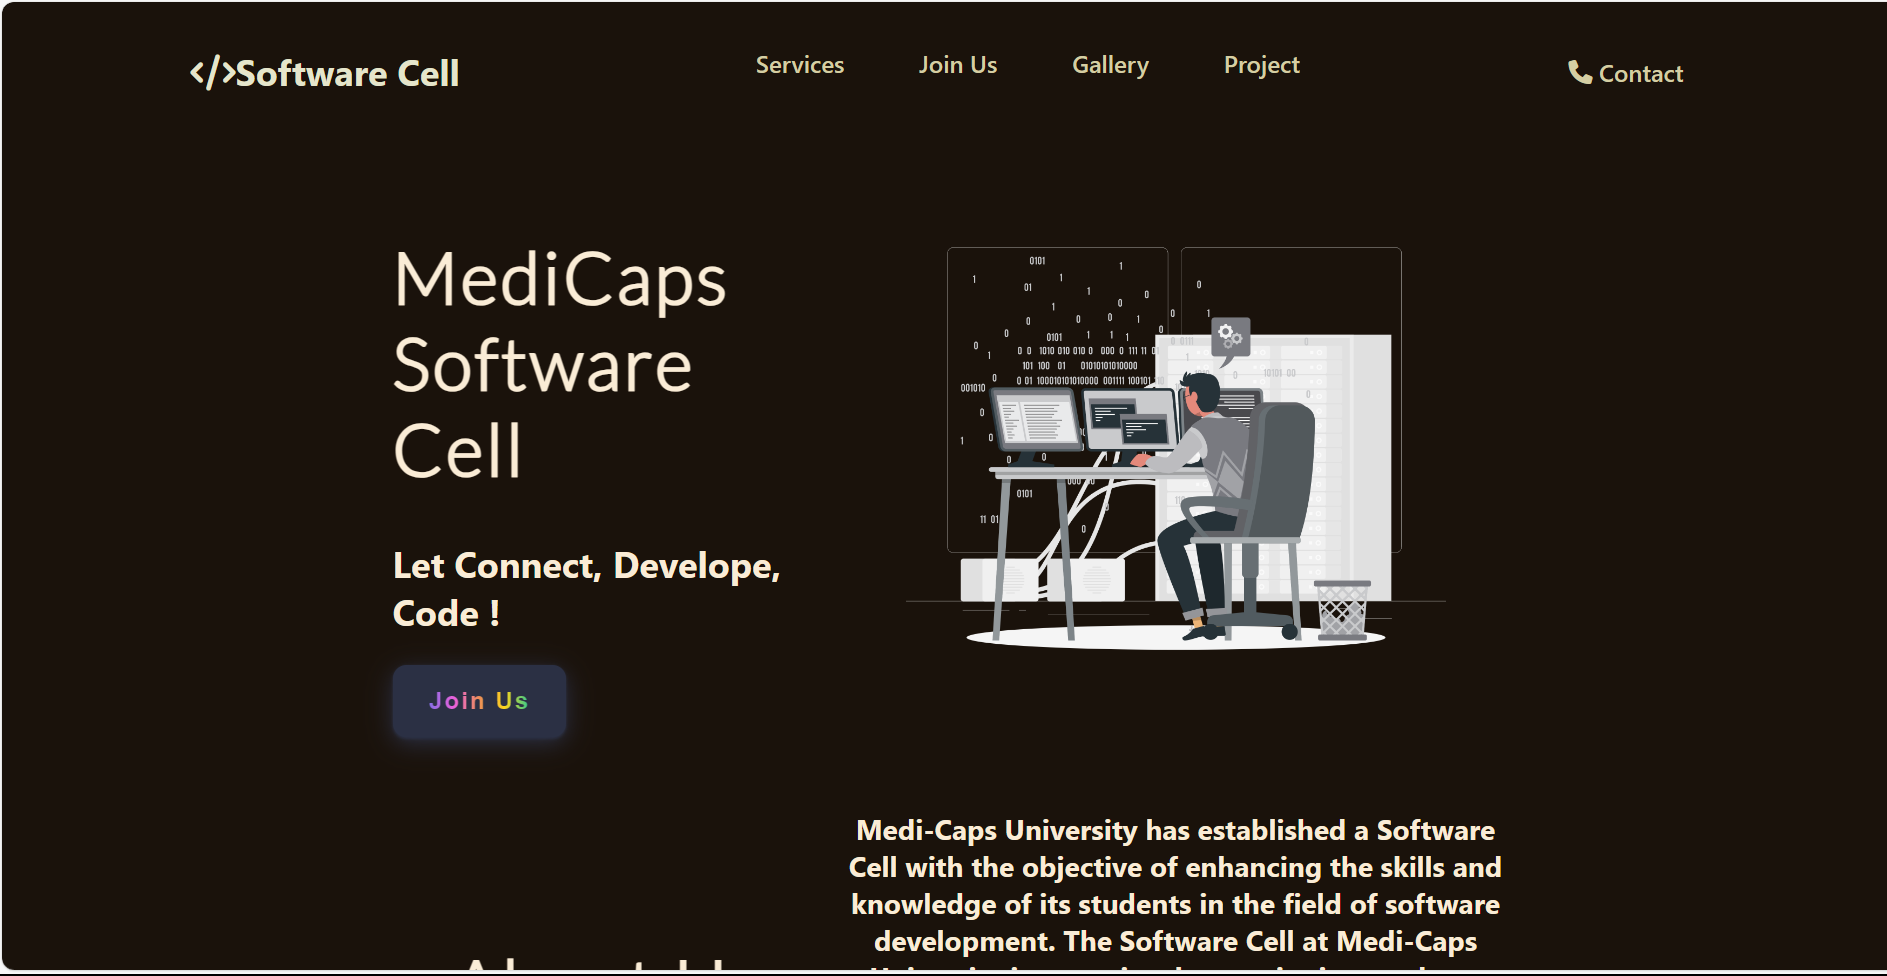 </>Software Cell
Services
Join Us
Gallery
Project
Contact
MediCaps
Software
Cell
Let Connect, Develope,
Code !
Join Us
Medi-Caps University has established a Software
Cell with the objective of enhancing the skills and
knowledge of its students in the field of software
development. The Software Cell at Medi-Caps